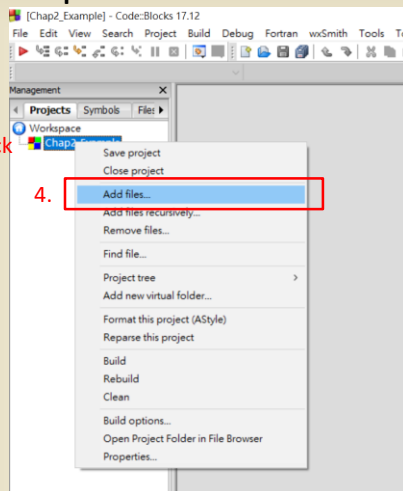 [Chap2_Example] - Code::Blocks 17.12
File Edit View Search Project Build Debug Fortran wxSmith Tools
Management X
Projects Symbols Files
Workspace
Chap2_Example
Save project
Close project
4. Add files...
Add files recursively...
Remove files...
Find file...
Project tree >
Add new virtual folder...
Format this project (AStyle)
Reparse this project
Build
Rebuild
Clean
Build options...
Open Project Folder in File Browser
Properties...